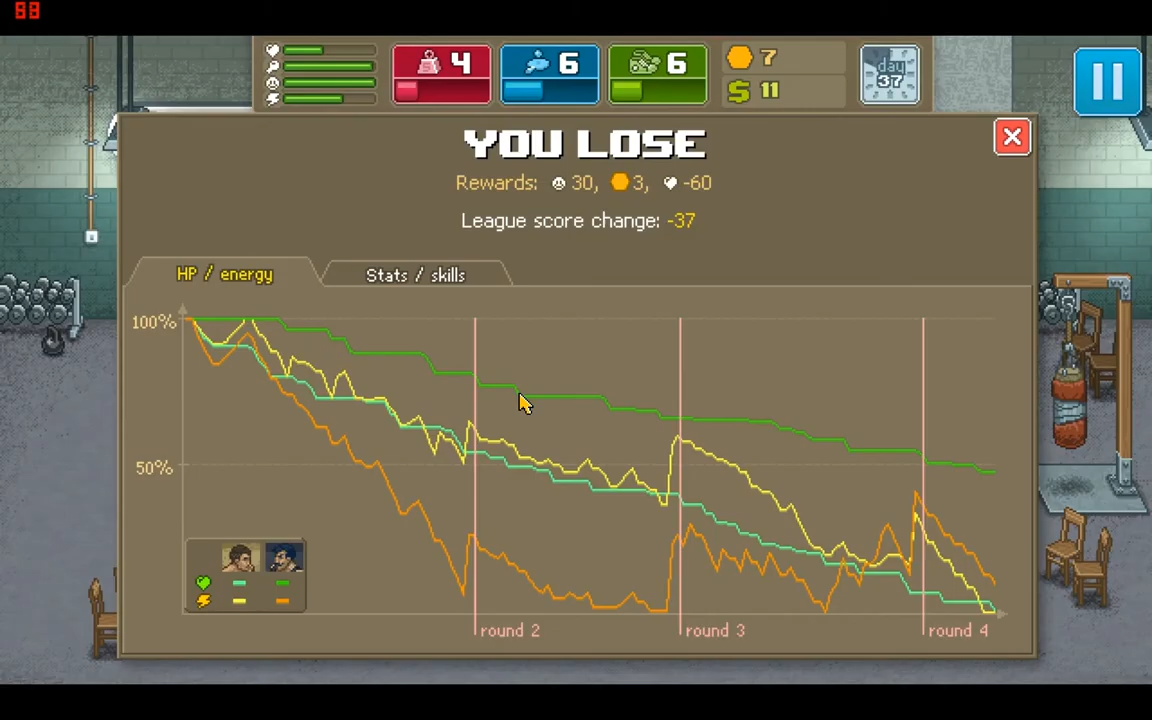 59
4
6
6
7
11
day
37
YOU LOSE
Rewards: 30, 3, -60
League score change: -37
HP / energy
Stats / skills
100%
50%
round 2
round 3
round 4